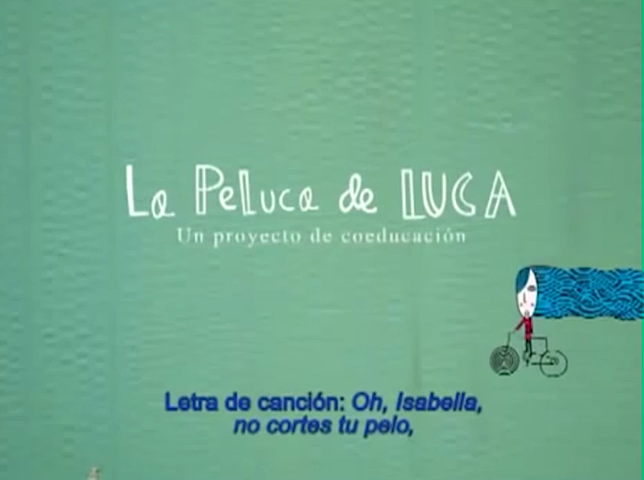 La Peluca de LUCA
Un proyecto de coeducación
Letra de canción: Oh, Isabella,
no cortes tu pelo,